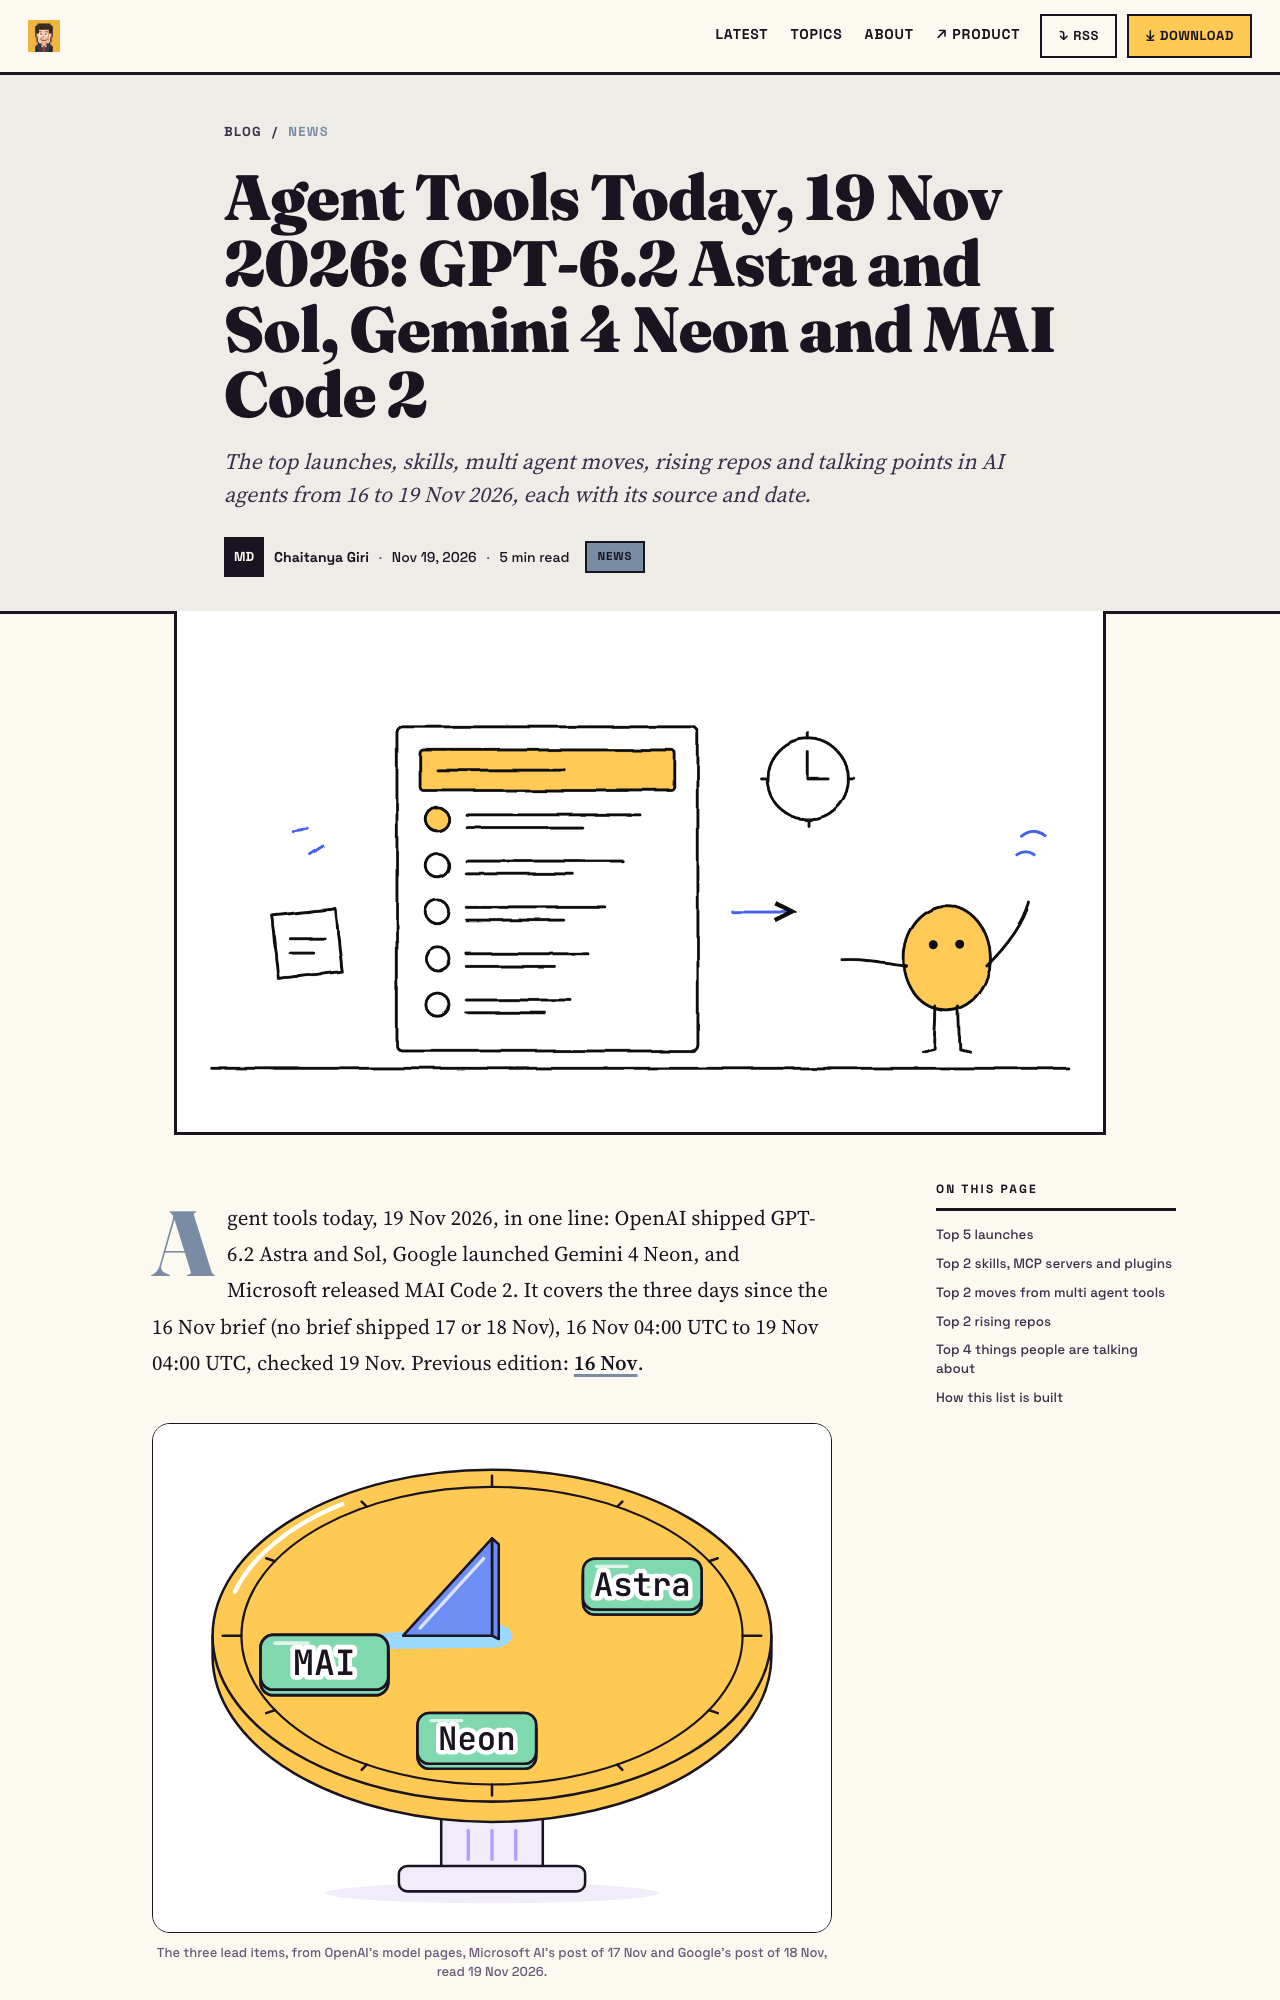 LATEST TOPICS ABOUT ↗ PRODUCT ⤵ RSS ⤓ DOWNLOAD
BLOG / NEWS
Agent Tools Today, 19 Nov
2026: GPT-6.2 Astra and
Sol, Gemini 4 Neon and MAI
Code 2
The top launches, skills, multi agent moves, rising repos and talking points in AI
agents from 16 to 19 Nov 2026, each with its source and date.
MD Chaitanya Giri · Nov 19, 2026 · 5 min read NEWS
Agent tools today, 19 Nov 2026, in one line: OpenAI shipped GPT-
6.2 Astra and Sol, Google launched Gemini 4 Neon, and
Microsoft released MAI Code 2. It covers the three days since the
16 Nov brief (no brief shipped 17 or 18 Nov), 16 Nov 04:00 UTC to 19 Nov
04:00 UTC, checked 19 Nov. Previous edition: 16 Nov.
ON THIS PAGE
Top 5 launches
Top 2 skills, MCP servers and plugins
Top 2 moves from multi agent tools
Top 2 rising repos
Top 4 things people are talking
about
How this list is built
Astra
MAI
Neon
The three lead items, from OpenAI's model pages, Microsoft AI's post of 17 Nov and Google's post of 18 Nov,
read 19 Nov 2026.